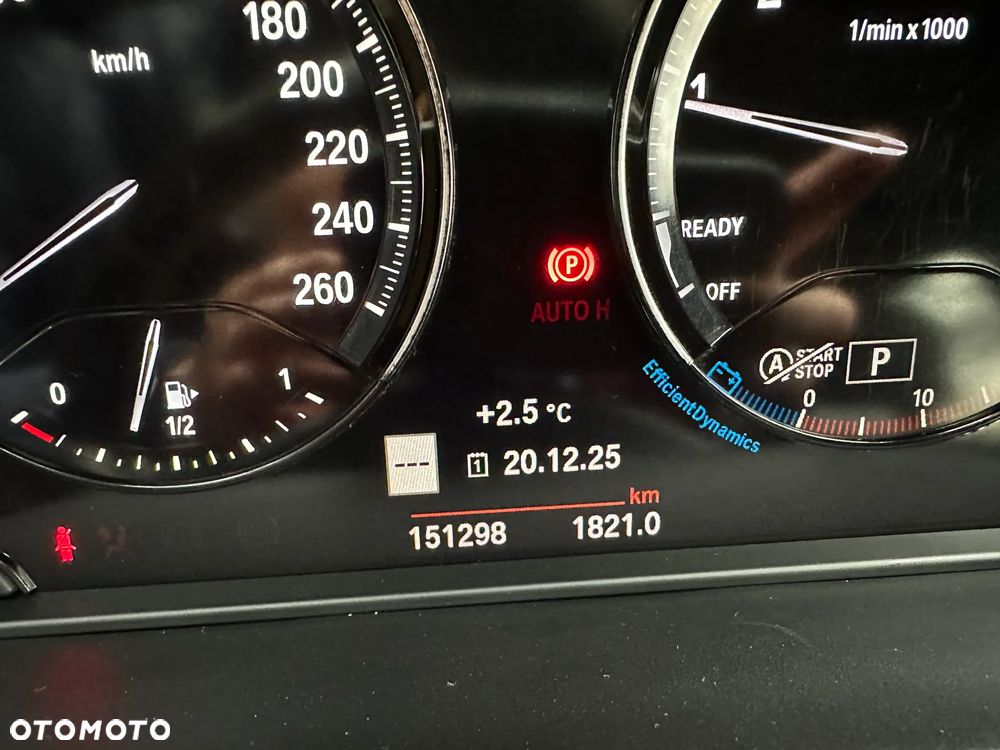 km/h
180
200
220
240
260
0
1
1/2
1/min x 1000
1
READY
OFF
P
AUTO H
A START
STOP
P
0
10
EfficientDynamics
+2.5 °C
---
1
20.12.25
km
151298
1821.0
OTOMOTO